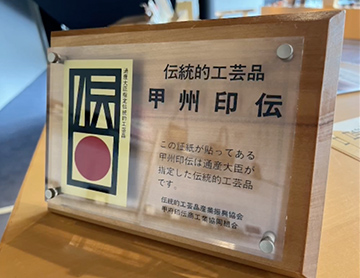 伝統的工芸品
甲州印伝
この証紙が貼ってある
甲州印伝は通産大臣が
指定した伝統的工芸品
です。
伝統的工芸品産業振興協会
甲府印伝商工業協同組合
通産大臣指定伝統的工芸品
伝